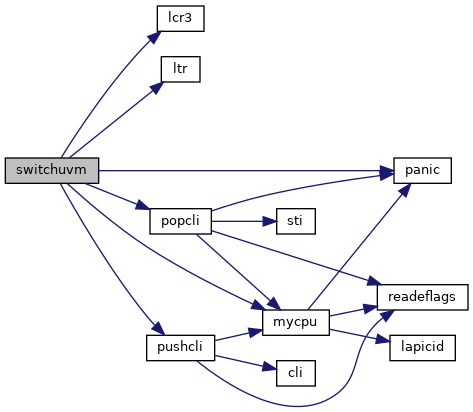 lcr3
ltr
switchuvm
panic
popcli
sti
readeflags
mycpu
pushcli
lapicid
cli